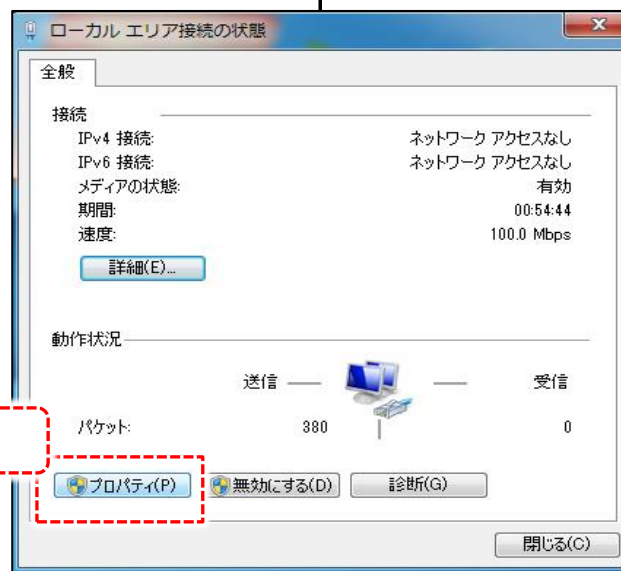 ローカル エリア接続の状態
全般
接続
IPv4 接続: ネットワーク アクセスなし
IPv6 接続: ネットワーク アクセスなし
メディアの状態: 有効
期間: 00:54:44
速度: 100.0 Mbps
詳細(E)...
動作状況
送信 受信
パケット: 380 0
プロパティ(P) 無効にする(D) 診断(G)
閉じる(C)